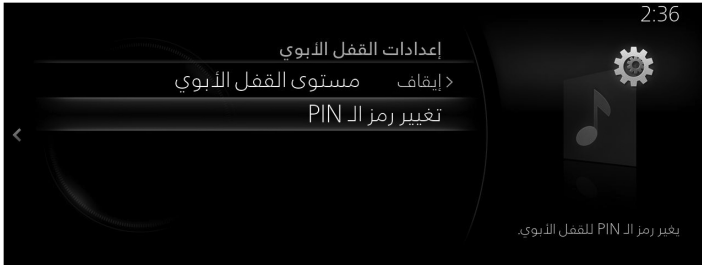 2:36
إعدادات القفل الأبوي
إيقاف مستوى القفل الأبوي
تغيير رمز الـ PIN
يغير رمز الـ PIN للقفل الأبوي.